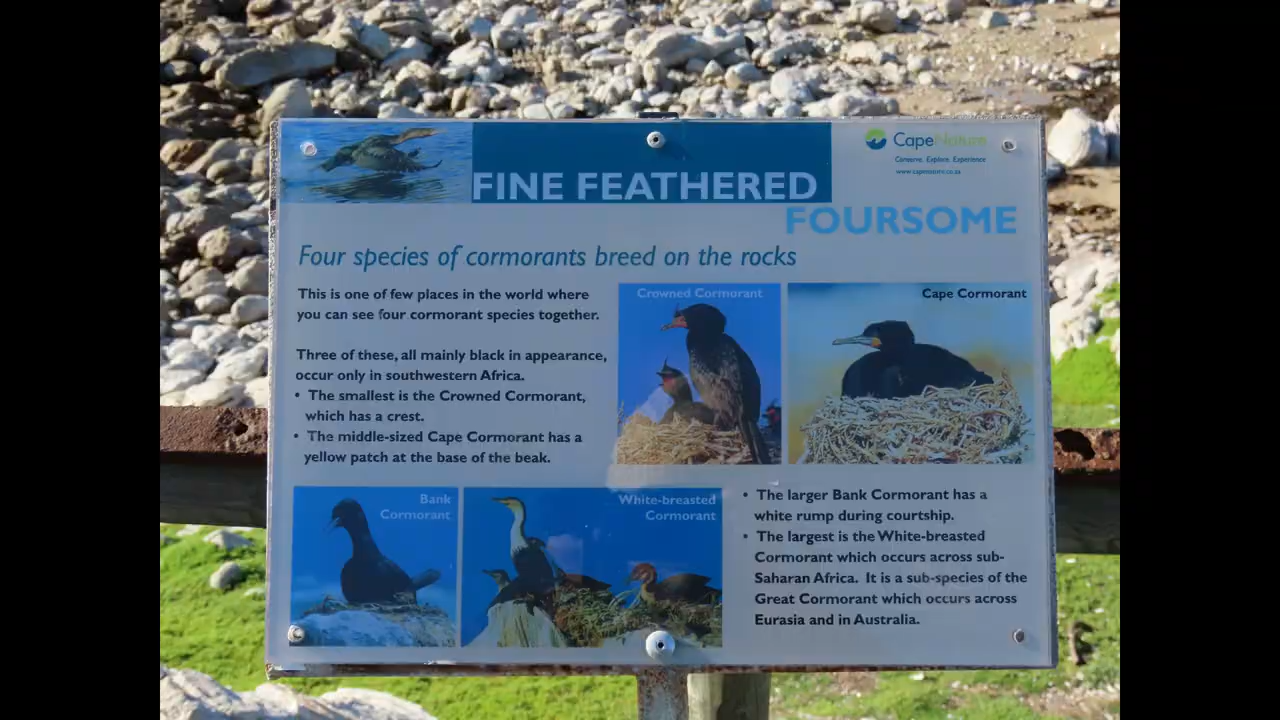 CapeNature
Conserve. Explore. Experience
www.capenature.co.za
FINE FEATHERED
FOURSOME
Four species of cormorants breed on the rocks
This is one of few places in the world where
you can see four cormorant species together.
Three of these, all mainly black in appearance,
occur only in southwestern Africa.
• The smallest is the Crowned Cormorant,
which has a crest.
• The middle-sized Cape Cormorant has a
yellow patch at the base of the beak.
Crowned Cormorant
Cape Cormorant
Bank
Cormorant
White-breasted
Cormorant
• The larger Bank Cormorant has a
white rump during courtship.
• The largest is the White-breasted
Cormorant which occurs across sub-
Saharan Africa. It is a sub-species of the
Great Cormorant which occurs across
Eurasia and in Australia.